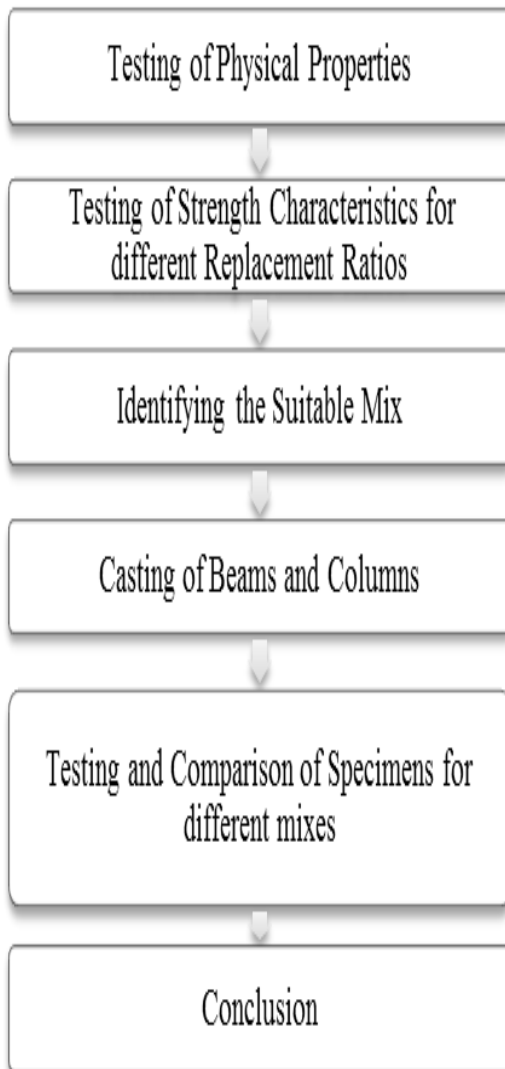 Testing of Physical Properties
Testing of Strength Characteristics for
different Replacement Ratios
Identifying the Suitable Mix
Casting of Beams and Columns
Testing and Comparison of Specimens for
different mixes
Conclusion